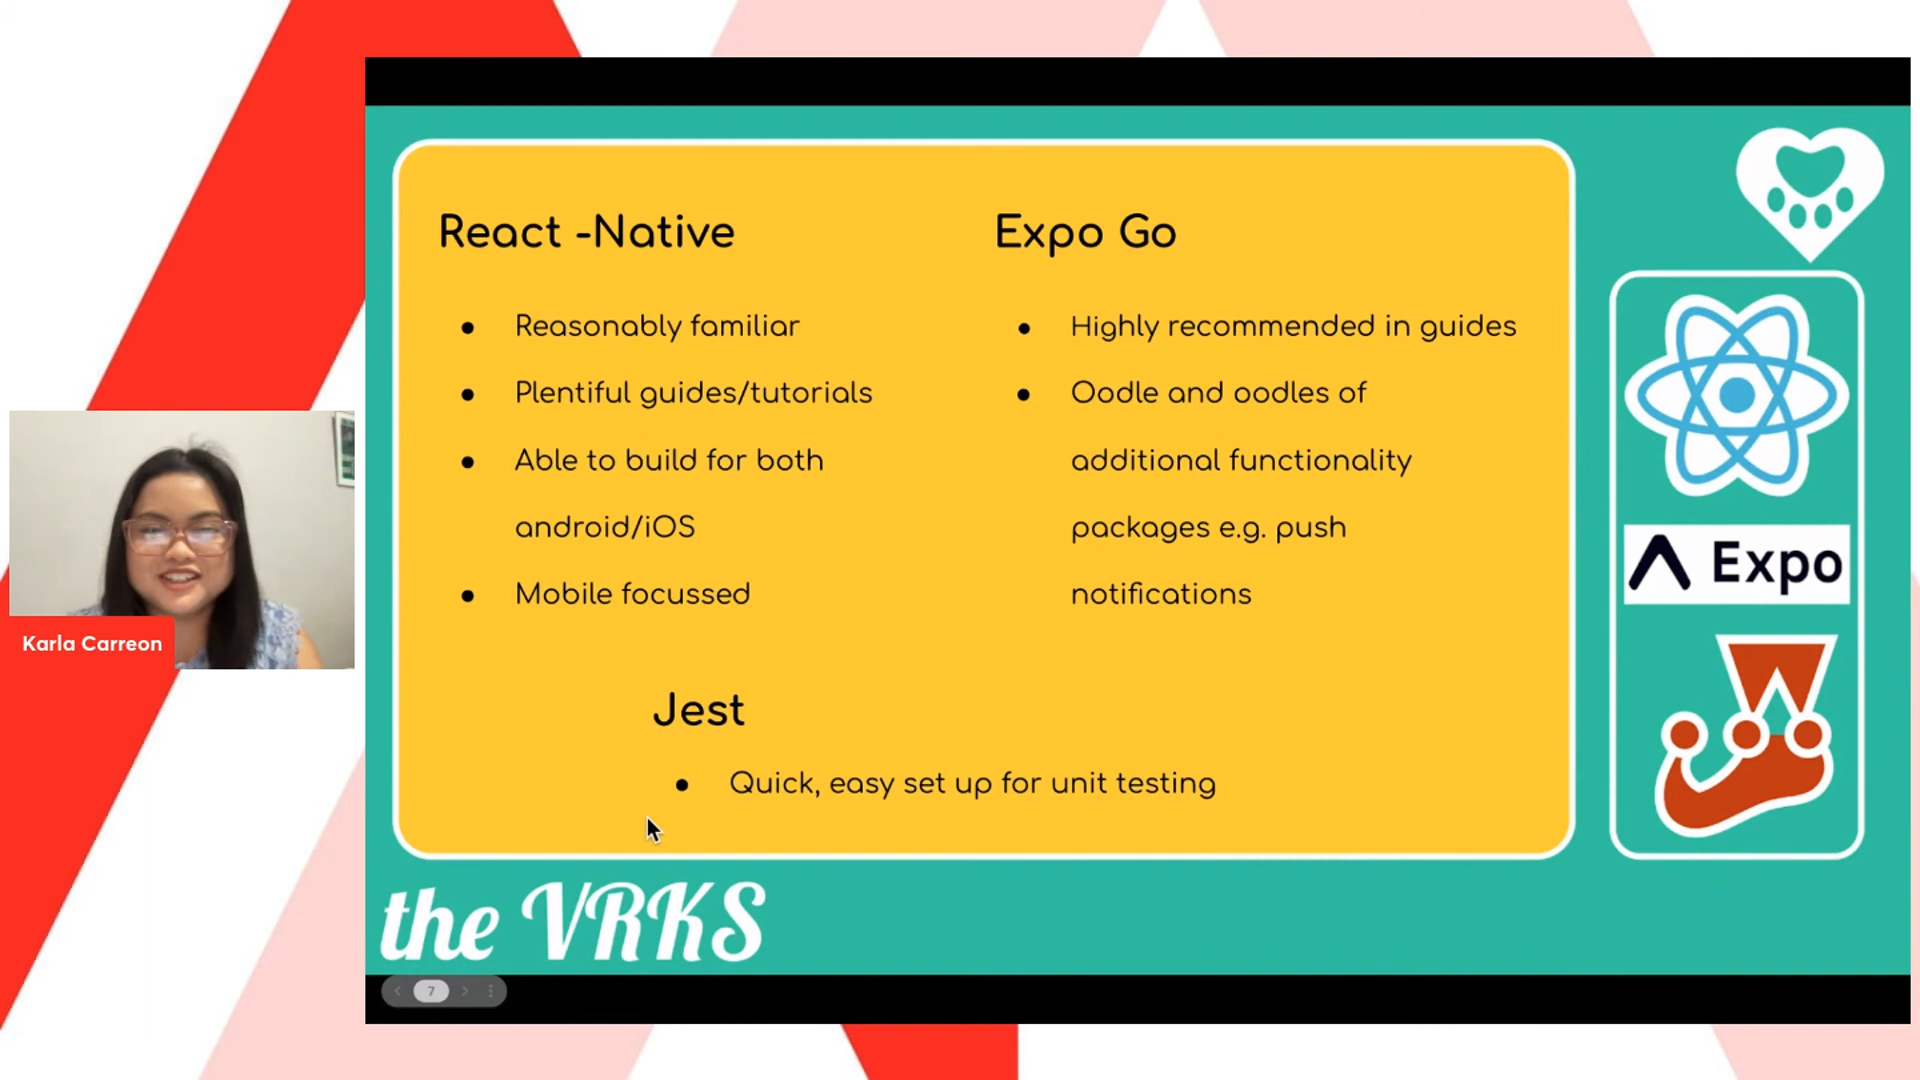 React -Native
Reasonably familiar
Plentiful guides/tutorials
Able to build for both
android/iOS
Mobile focussed
Expo Go
Highly recommended in guides
Oodle and oodles of
additional functionality
packages e.g. push
notifications
Jest
Quick, easy set up for unit testing
Expo
Karla Carreon
the VRKS
7